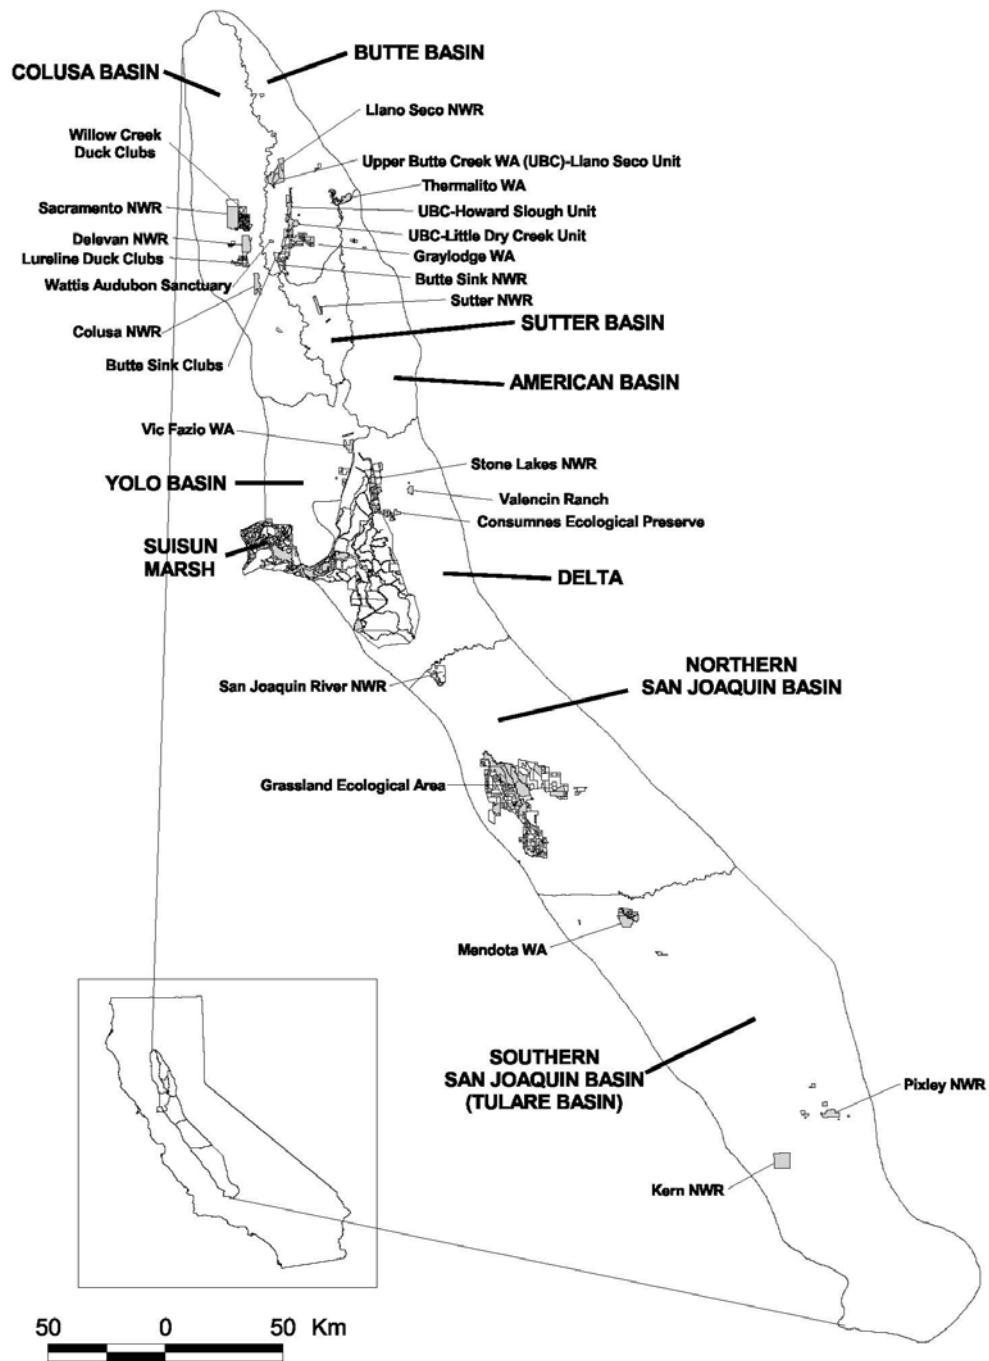 BUTTE BASIN
COLUSA BASIN
Llano Seco NWR
Willow Creek
Duck Clubs
Upper Butte Creek WA (UBC)-Llano Seco Unit
Thermalito WA
Sacramento NWR
UBC-Howard Slough Unit
UBC-Little Dry Creek Unit
Delevan NWR
Graylodge WA
Lureline Duck Clubs
Butte Sink NWR
Wattis Audubon Sanctuary
Sutter NWR
SUTTER BASIN
Colusa NWR
Butte Sink Clubs
AMERICAN BASIN
Vic Fazio WA
Stone Lakes NWR
YOLO BASIN
Valencin Ranch
Consumnes Ecological Preserve
SUISUN
MARSH
DELTA
NORTHERN
SAN JOAQUIN BASIN
San Joaquin River NWR
Grassland Ecological Area
Mendota WA
SOUTHERN
SAN JOAQUIN BASIN
(TULARE BASIN)
Pixley NWR
Kern NWR
50 0 50 Km